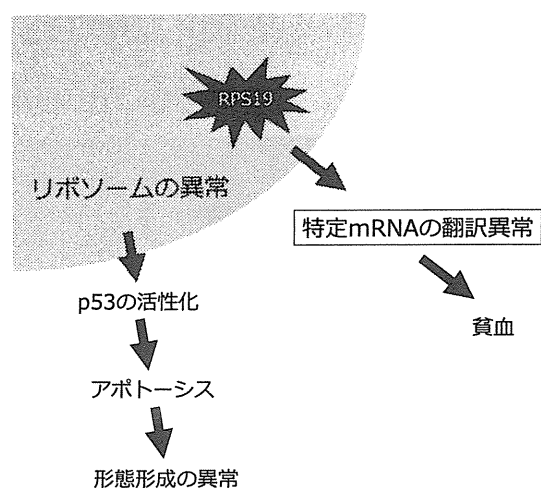 RPS19
リボソームの異常
特定mRNAの翻訳異常
p53の活性化
貧血
アポトーシス
形態形成の異常